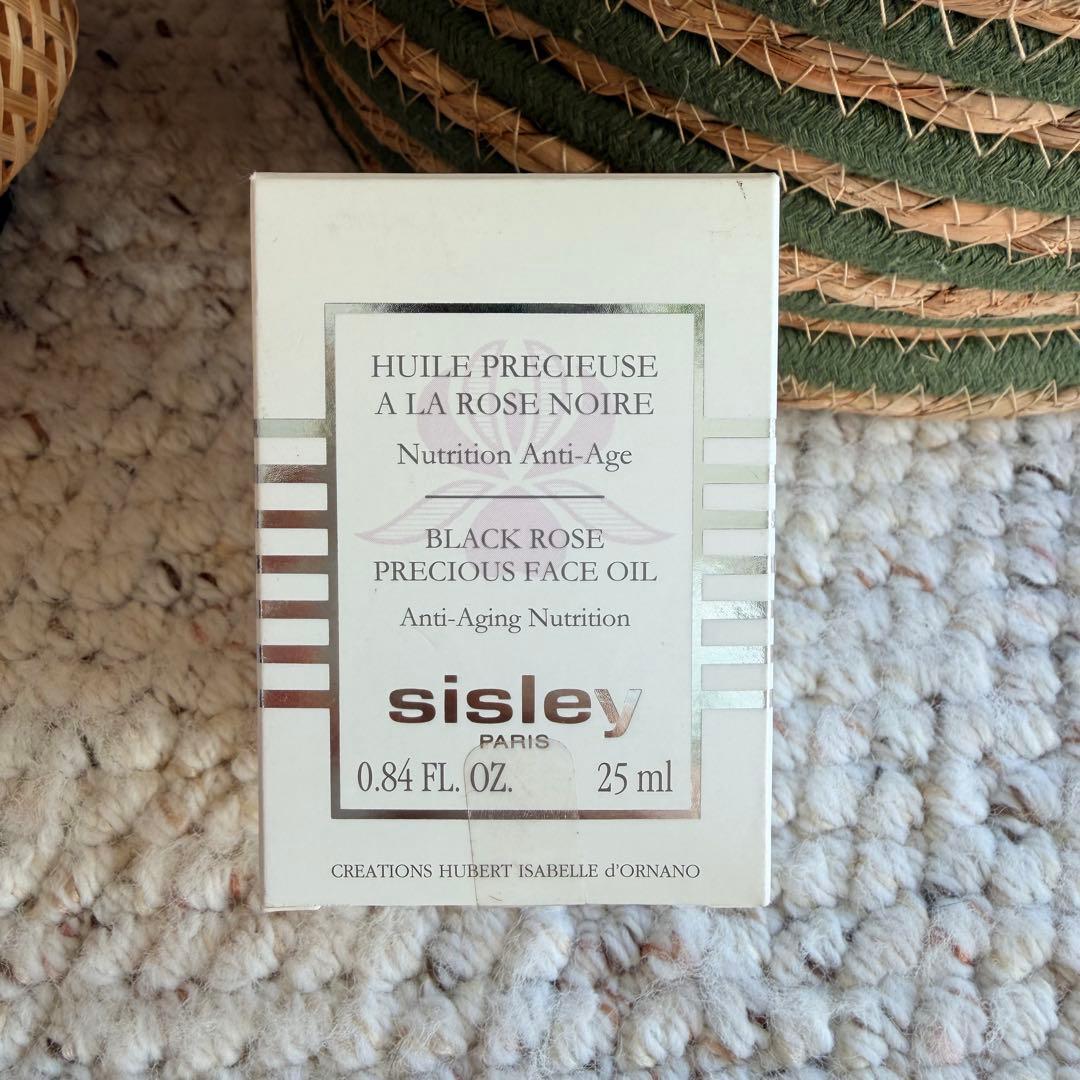 HUILE PRECIEUSE
A LA ROSE NOIRE
Nutrition Anti-Age
BLACK ROSE
PRECIOUS FACE OIL
Anti-Aging Nutrition
sisley
PARIS
0.84 FL. OZ. 25 ml
CREATIONS HUBERT ISABELLE d'ORNANO